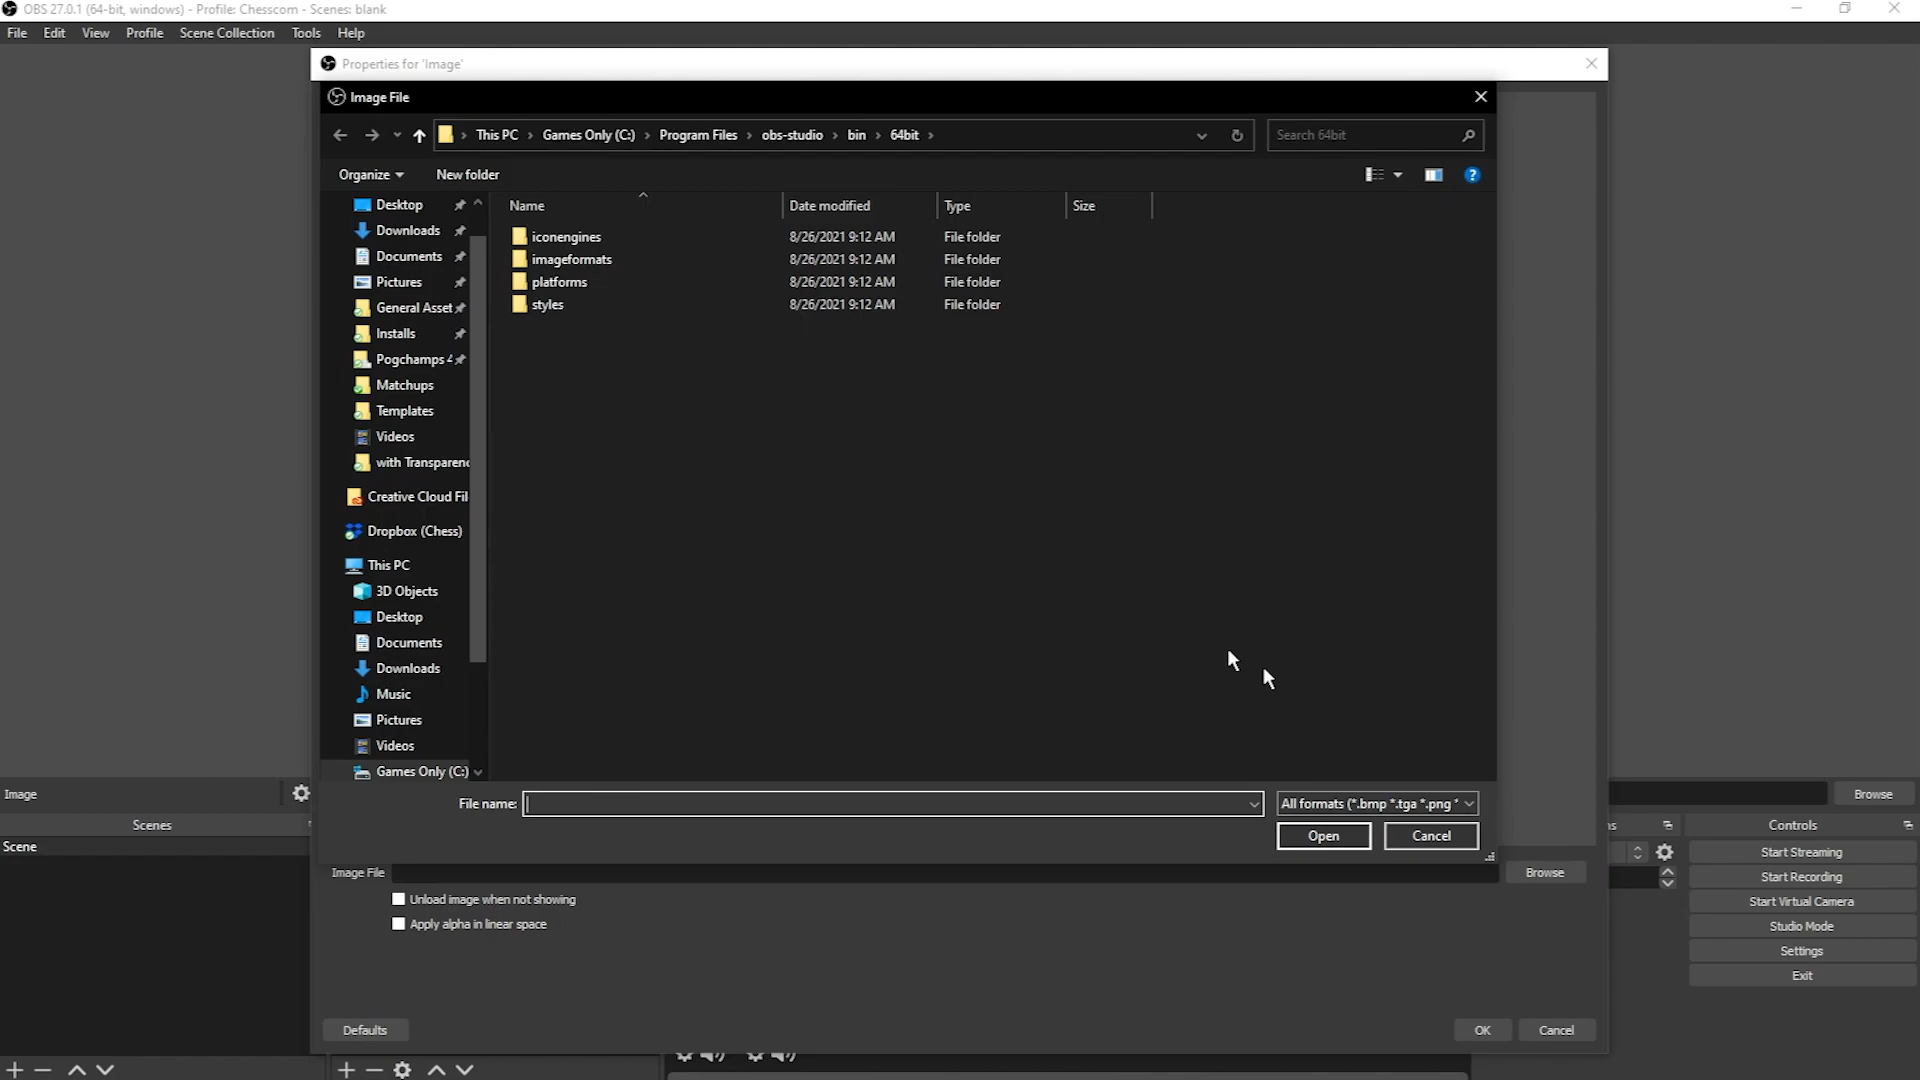 OBS 27.0.1 (64-bit, windows) - Profile: Chesscom - Scenes: blank
File Edit View Profile Scene Collection Tools Help
Properties for 'Image'
Image File
This PC Games Only (C:) Program Files obs-studio bin 64bit
Search 64bit
Organize New folder
Name Date modified Type Size
iconengines 8/26/2021 9:12 AM File folder
imageformats 8/26/2021 9:12 AM File folder
platforms 8/26/2021 9:12 AM File folder
styles 8/26/2021 9:12 AM File folder
Desktop
Downloads
Documents
Pictures
General Asset
Installs
Pogchamps 4
Matchups
Templates
Videos
with Transparenc
Creative Cloud Fil
Dropbox (Chess)
This PC
3D Objects
Desktop
Documents
Downloads
Music
Pictures
Videos
Games Only (C:)
File name: All formats (*.bmp *.tga *.png *
Open Cancel
Image Browse
Scenes Controls
Scene
Image File Browse
Unload image when not showing
Apply alpha in linear space
Start Streaming
Start Recording
Start Virtual Camera
Studio Mode
Settings
Exit
Defaults OK Cancel